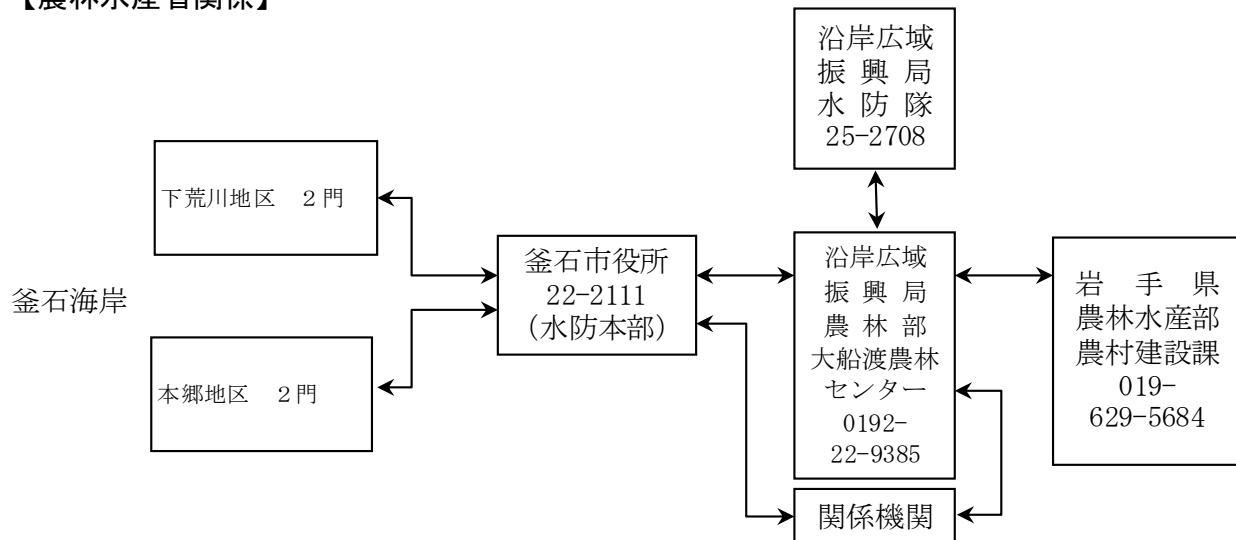 【農林水産省関係】
沿岸広域
振 興 局
水 防 隊
25-2708
下荒川地区　２門
釜石海岸
本郷地区　２門
釜石市役所
22-2111
（水防本部）
沿岸広域
振 興 局
農 林 部
大船渡農林
センター
0192-
22-9385
関係機関
岩　手　県
農林水産部
農村建設課
019-
629-5684